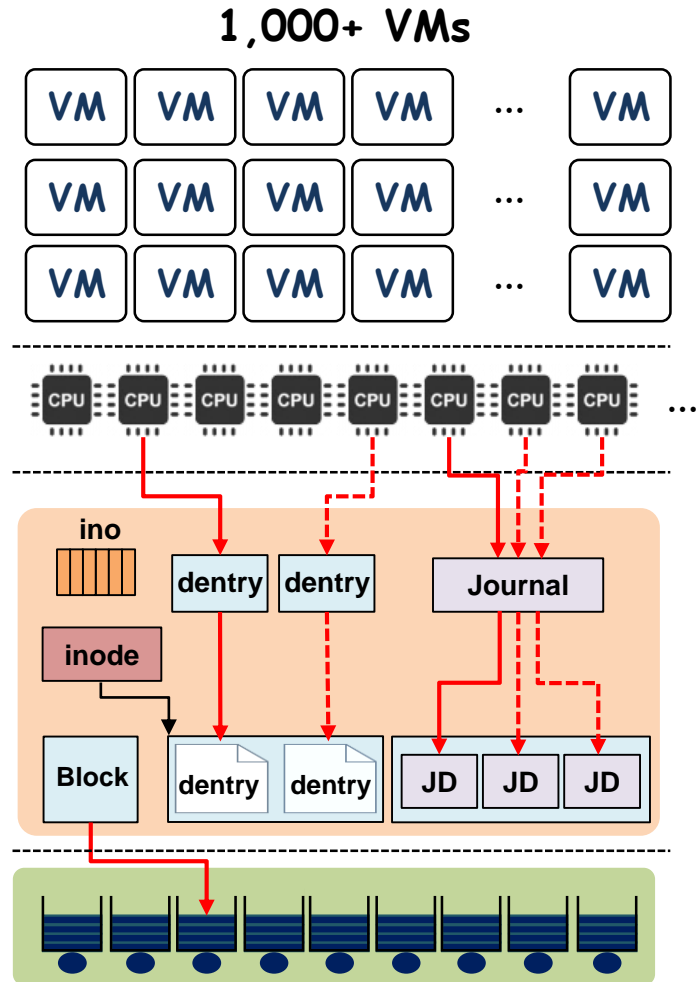 1,000+ VMs
VM VM VM VM ... VM
VM VM VM VM ... VM
VM VM VM VM ... VM
CPU CPU CPU CPU CPU CPU CPU CPU ...
ino
dentry dentry Journal
inode
Block dentry dentry JD JD JD